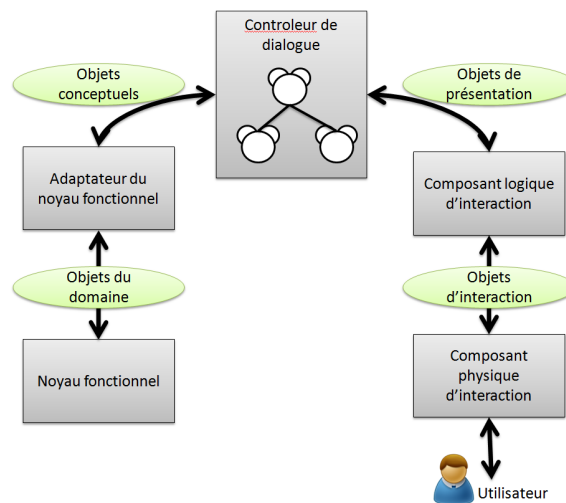 Controleur de
dialogue
Objets
conceptuels
Objets de
présentation
Adaptateur du
noyau fonctionnel
Composant logique
d'interaction
Objets du
domaine
Objets
d'interaction
Noyau fonctionnel
Composant
physique
d'interaction
Utilisateur